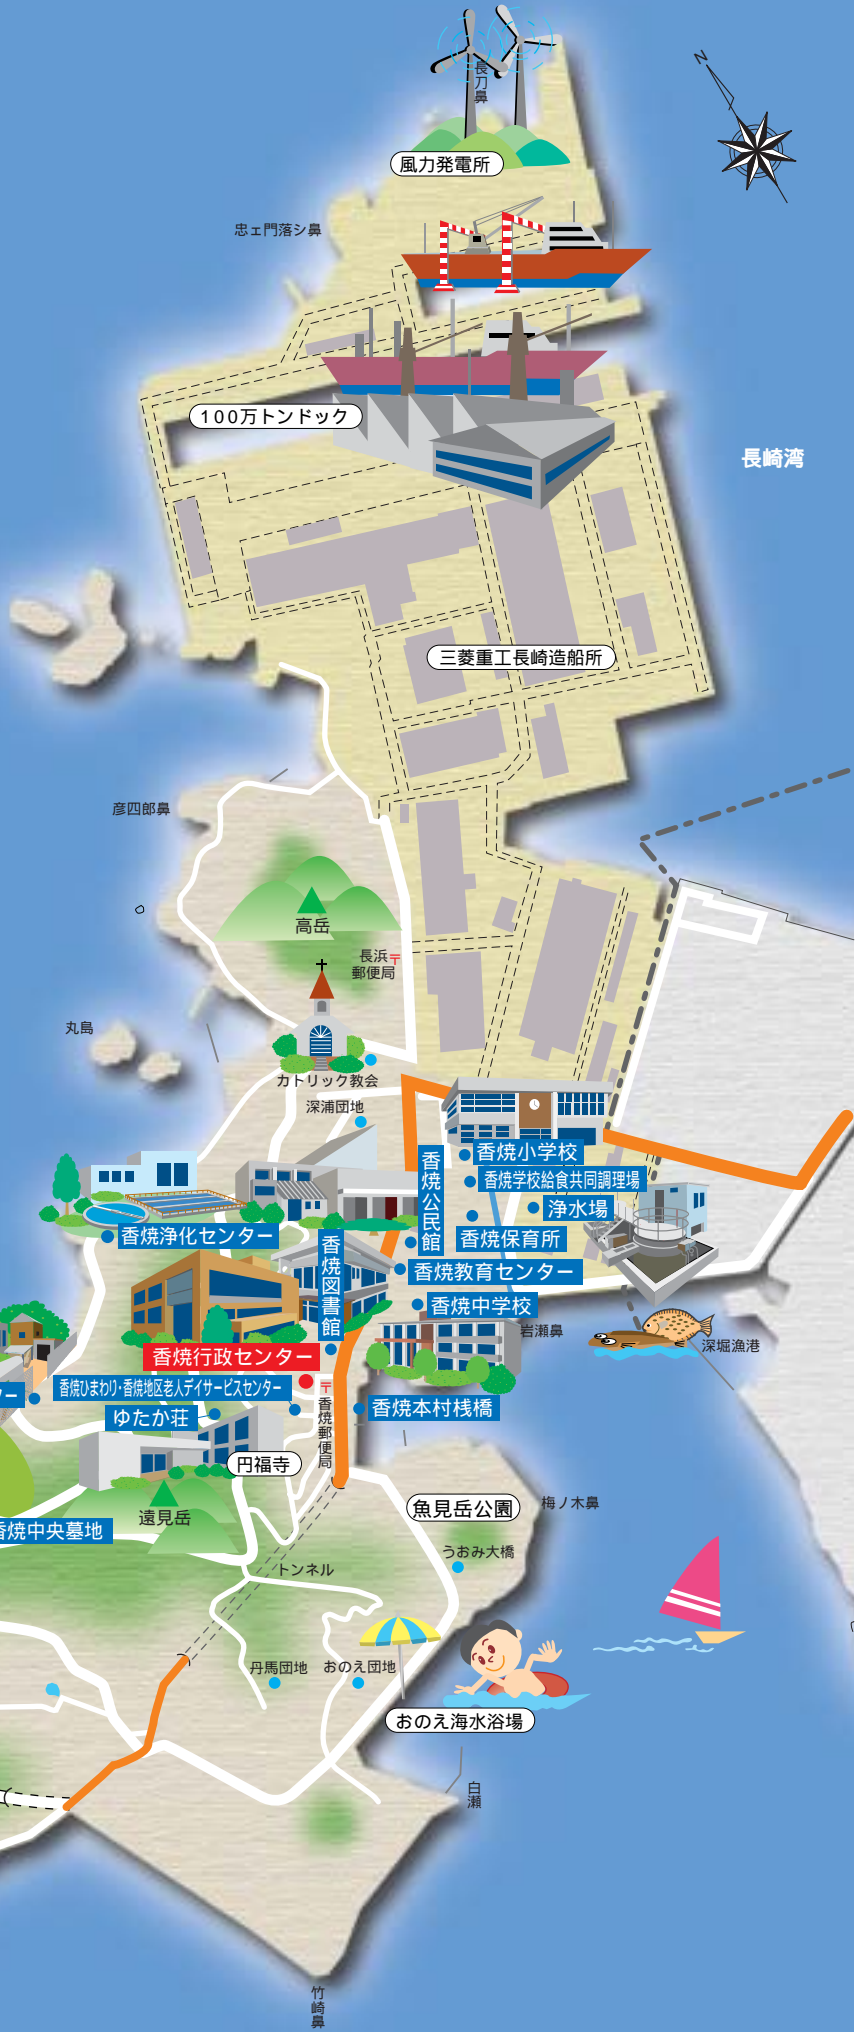 長刀鼻
N
風力発電所
忠ェ門落シ鼻
100万トンドック
長崎湾
三菱重工長崎造船所
彦四郎鼻
高岳
長浜
郵便局
〒
丸島
カトリック教会
深浦団地
香焼小学校
香焼公民館
香焼学校給食共同調理場
浄水場
香焼浄化センター
香焼図書館
香焼保育所
香焼教育センター
香焼中学校
岩瀬鼻
深堀漁港
香焼行政センター
ター
香焼ひまわり・香焼地区老人デイサービスセンター
〒香焼郵便局
ゆたか荘
香焼本村桟橋
円福寺
魚見岳公園
梅ノ木鼻
遠見岳
香焼中央墓地
うおみ大橋
トンネル
丹馬団地
おのえ団地
おのえ海水浴場
白瀬
竹崎鼻